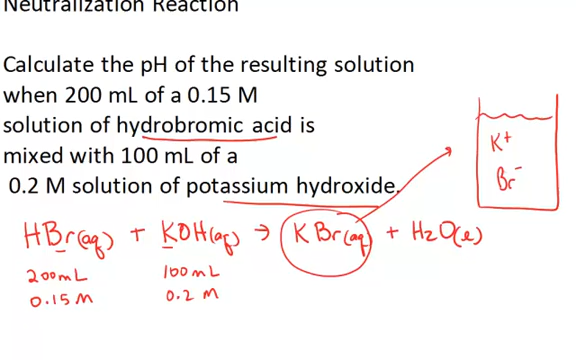 Neutralization Reaction
Calculate the pH of the resulting solution
when 200 mL of a 0.15 M
solution of hydrobromic acid is
mixed with 100 mL of a
0.2 M solution of potassium hydroxide.
K+
Br-
HBr(aq) + KOH(aq) → KBr(aq) + H2O(l)
200mL 100mL
0.15 M 0.2 M